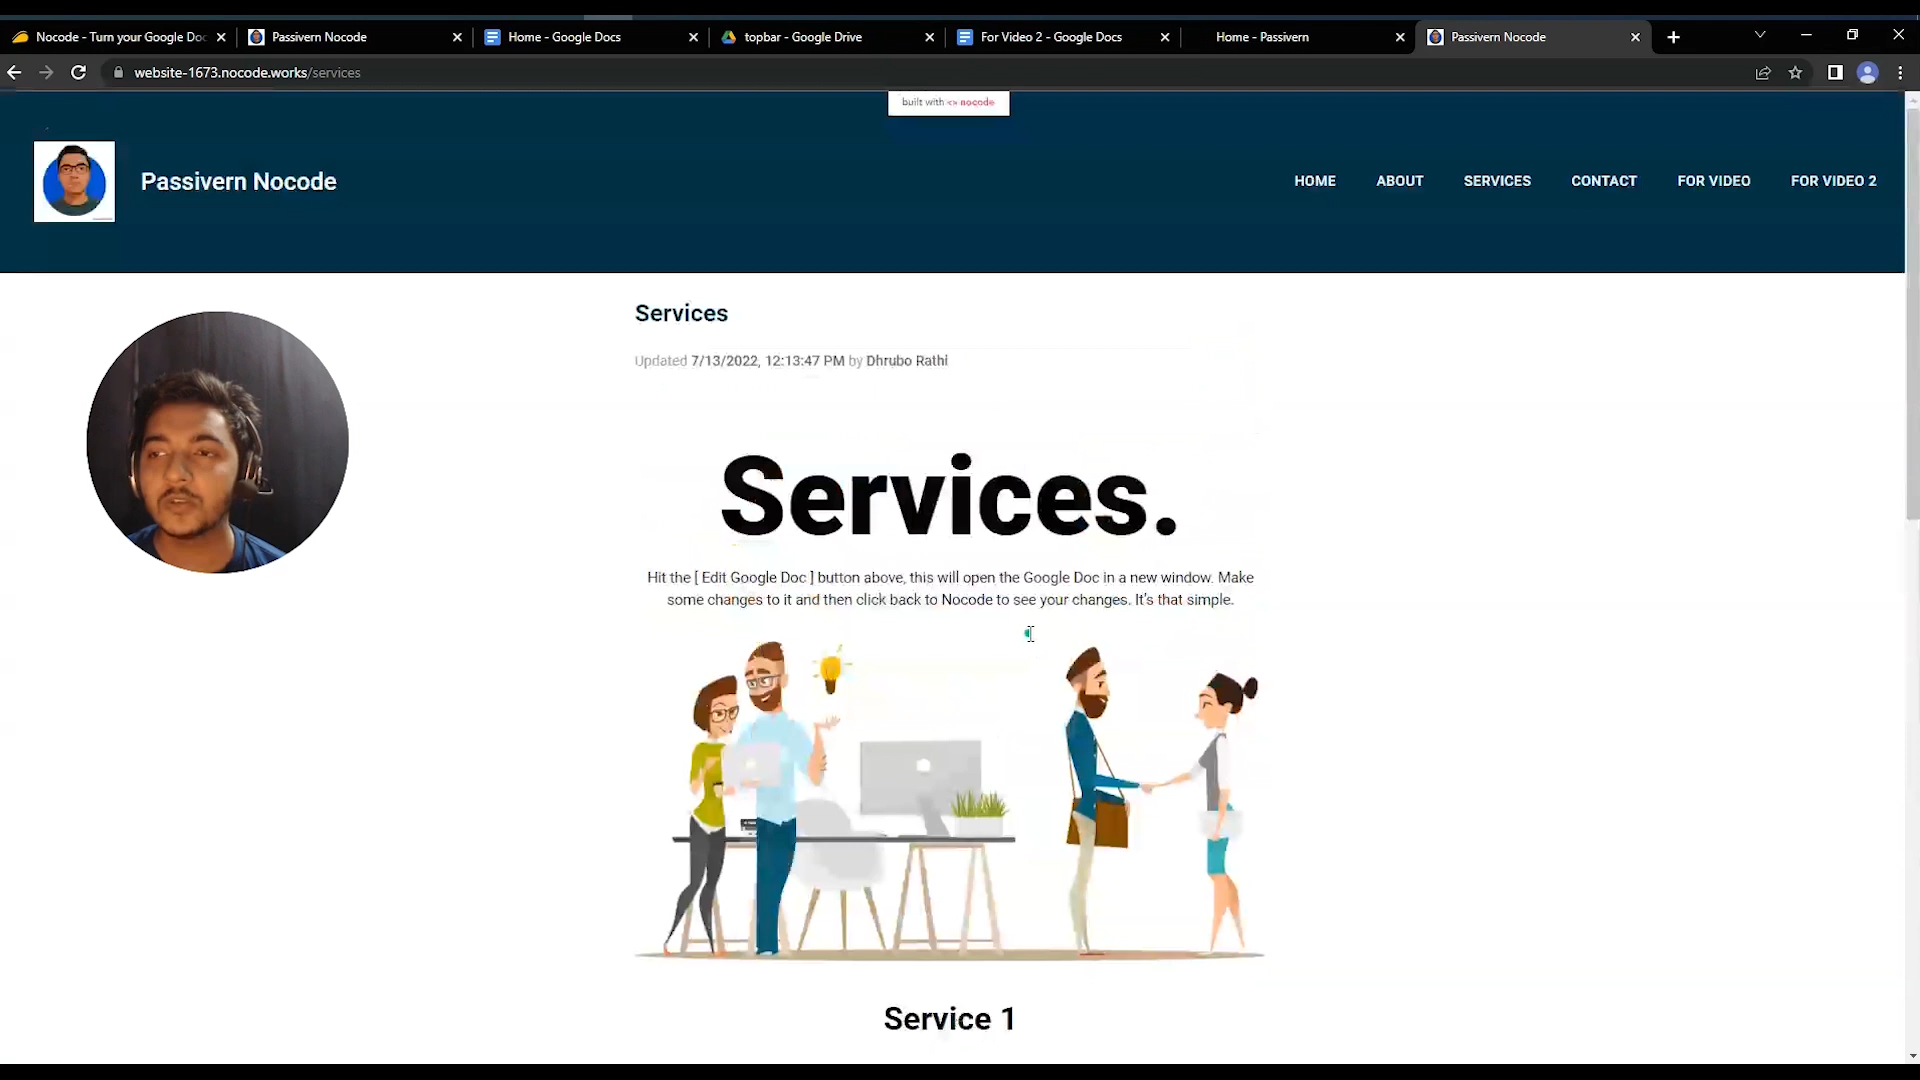 Nocode - Turn your Google Doc
Passivern Nocode
Home - Google Docs
topbar - Google Drive
For Video 2 - Google Docs
Home - Passivern
Passivern Nocode
website-1673.nocode.works/services
built with <> nocode
Passivern Nocode
HOME ABOUT SERVICES CONTACT FOR VIDEO FOR VIDEO 2
Services
Updated 7/13/2022, 12:13:47 PM by Dhrubo Rathi
Services.
Hit the [ Edit Google Doc ] button above, this will open the Google Doc in a new window. Make
some changes to it and then click back to Nocode to see your changes. It's that simple.
Service 1